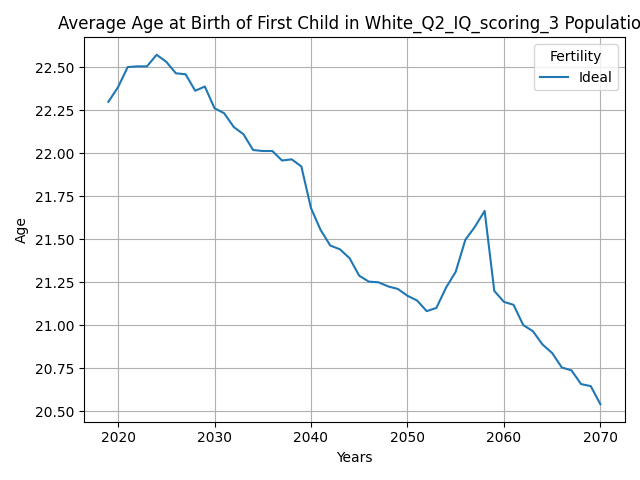 Average Age at Birth of First Child in White_Q2_IQ_scoring_3 Populatio
Fertility
Ideal
22.50
22.25
22.00
21.75
21.50
21.25
21.00
20.75
20.50
Age
2020 2030 2040 2050 2060 2070
Years